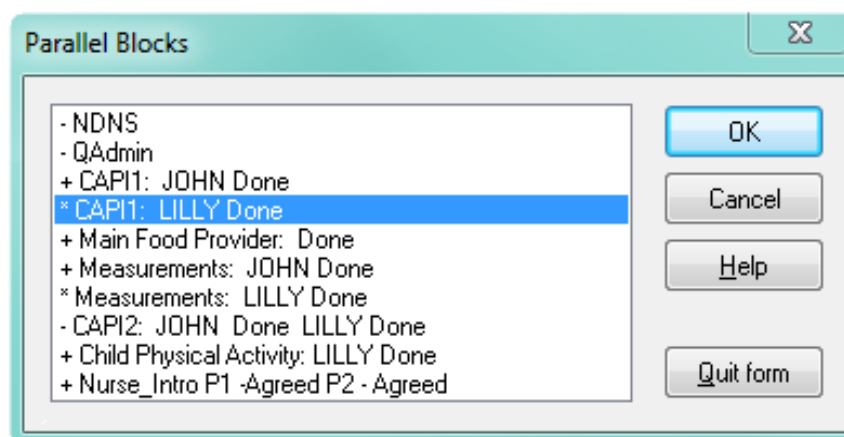 Parallel Blocks
- NDNS
- QAdmin
+ CAPI1:  JOHN Done
* CAPI1:  LILLY Done
+ Main Food Provider:  Done
+ Measurements:  JOHN Done
* Measurements:  LILLY Done
- CAPI2:  JOHN  Done  LILLY Done
+ Child Physical Activity: LILLY Done
+ Nurse_Intro P1 -Agreed P2 - Agreed
OK
Cancel
Help
Quit form